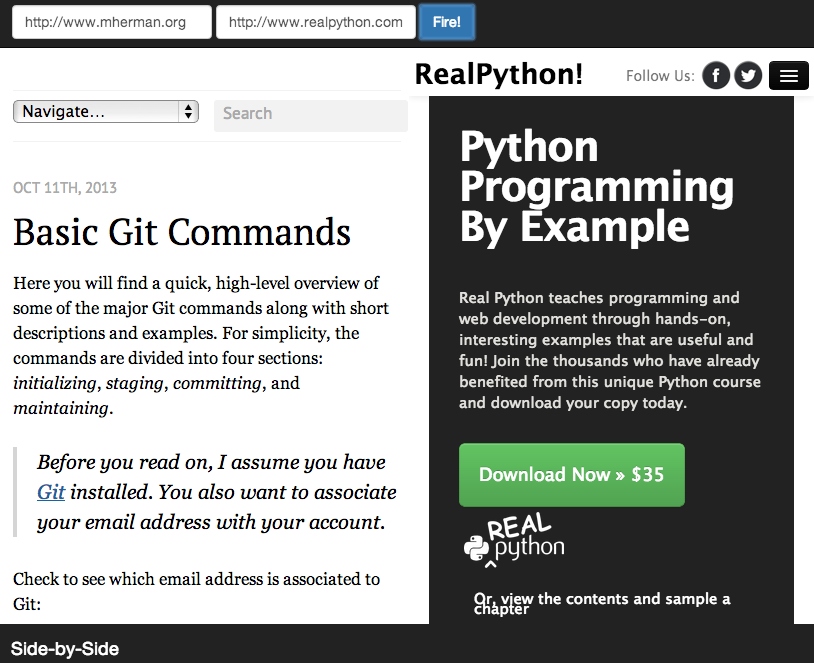 http://www.mherman.org
http://www.realpython.com
Fire!
Navigate...
Search
OCT 11TH, 2013
Basic Git Commands
Here you will find a quick, high-level overview of
some of the major Git commands along with short
descriptions and examples. For simplicity, the
commands are divided into four sections:
initializing, staging, committing, and
maintaining.
Before you read on, I assume you have
Git installed. You also want to associate
your email address with your account.
Check to see which email address is associated to
Git:
RealPython!
Follow Us:
Python
Programming
By Example
Real Python teaches programming and
web development through hands-on,
interesting examples that are useful and
fun! Join the thousands who have already
benefited from this unique Python course
and download your copy today.
Download Now » $35
REAL
python
Or, view the contents and sample a
chapter
Side-by-Side